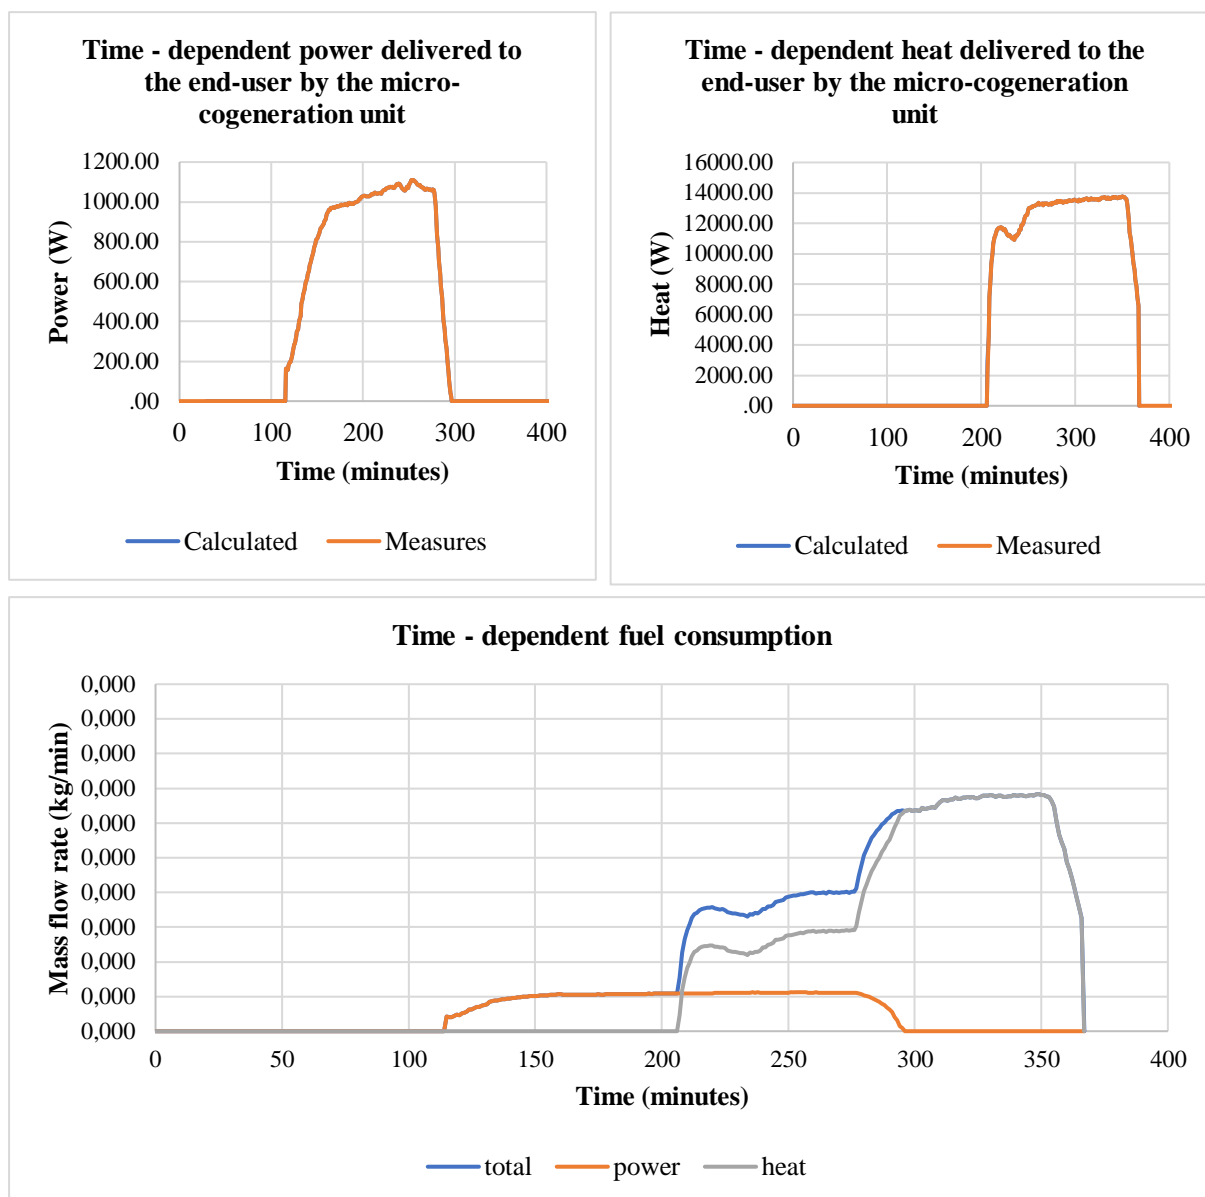 Time - dependent power delivered to
the end-user by the micro-
cogeneration unit
1200.00
1000.00
800.00
600.00
400.00
200.00
.00
Power (W)
0 100 200 300 400
Time (minutes)
Calculated Measures
Time - dependent heat delivered to the
end-user by the micro-cogeneration
unit
16000.00
14000.00
12000.00
10000.00
8000.00
6000.00
4000.00
2000.00
.00
Heat (W)
0 100 200 300 400
Time (minutes)
Calculated Measured
Time - dependent fuel consumption
0,000
0,000
0,000
0,000
0,000
0,000
0,000
0,000
0,000
0,000
0,000
Mass flow rate (kg/min)
0 50 100 150 200 250 300 350 400
Time (minutes)
total power heat